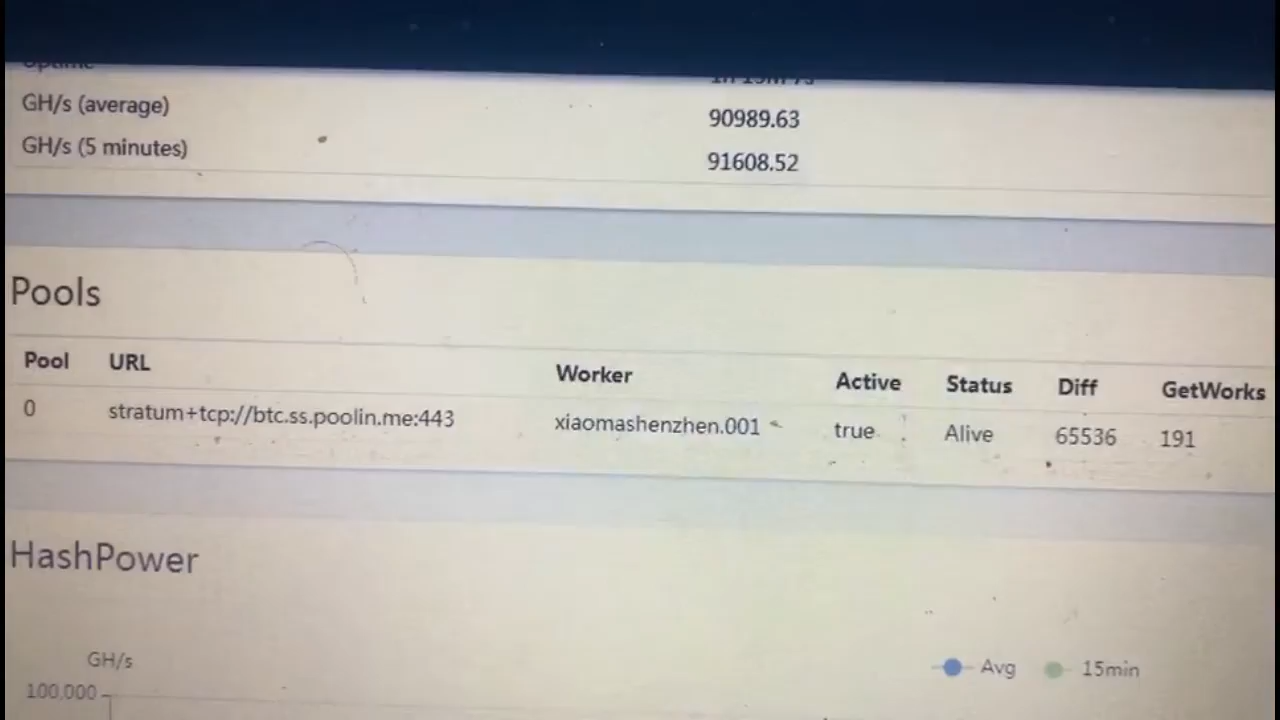 Uptime
GH/s (average) 90989.63
GH/s (5 minutes) 91608.52
Pools
Pool URL Worker Active Status Diff GetWorks
0 stratum+tcp://btc.ss.poolin.me:443 xiaomashenzhen.001 true Alive 65536 191
HashPower
GH/s Avg 15min
100,000